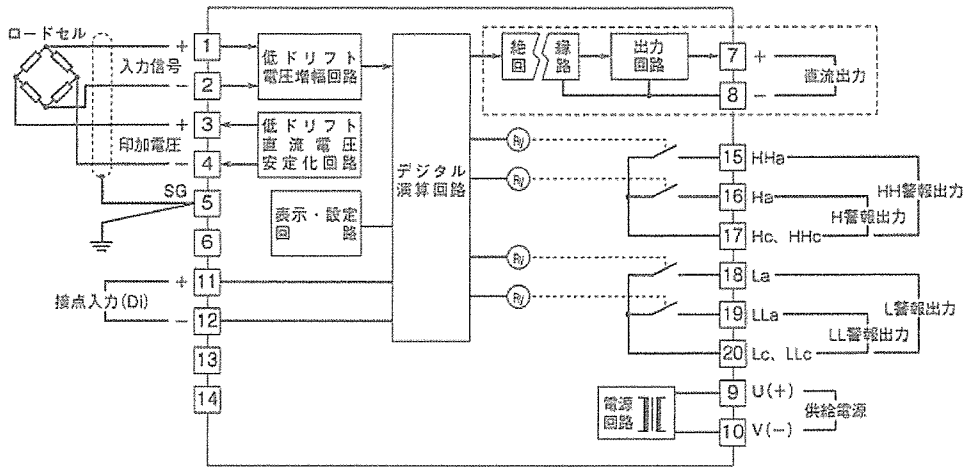 ロードセル
+
入力信号
−
+
印加電圧
−
SG
+
接点入力(Di)
−
1
2
3
4
5
6
11
12
13
14
低ドリフト
電圧増幅回路
低ドリフト
直流電圧
安定化回路
表示・設定
回路
デジタル
演算回路
絶縁
回路
出力
回路
Ry
Ry
Ry
Ry
電源
回路
7 +
直流出力
8 −
15 HHa
HH警報出力
16 Ha
H警報出力
17 Hc、HHc
18 La
L警報出力
19 LLa
LL警報出力
20 Lc、LLc
9 U(+)
供給電源
10 V(−)